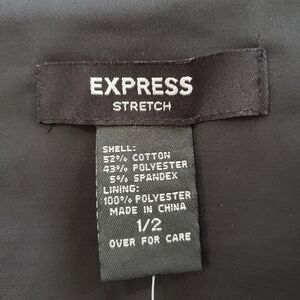 EXPRESS
STRETCH
SHELL:
52% COTTON
43% POLYESTER
5% SPANDEX
LINING:
100% POLYESTER
MADE IN CHINA
1/2
OVER FOR CARE